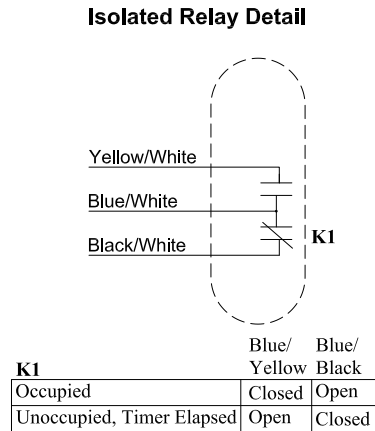 Isolated Relay Detail
Yellow/White
Blue/White
Black/White
K1
Blue/ Blue/
K1 Yellow Black
Occupied Closed Open
Unoccupied, Timer Elapsed Open Closed